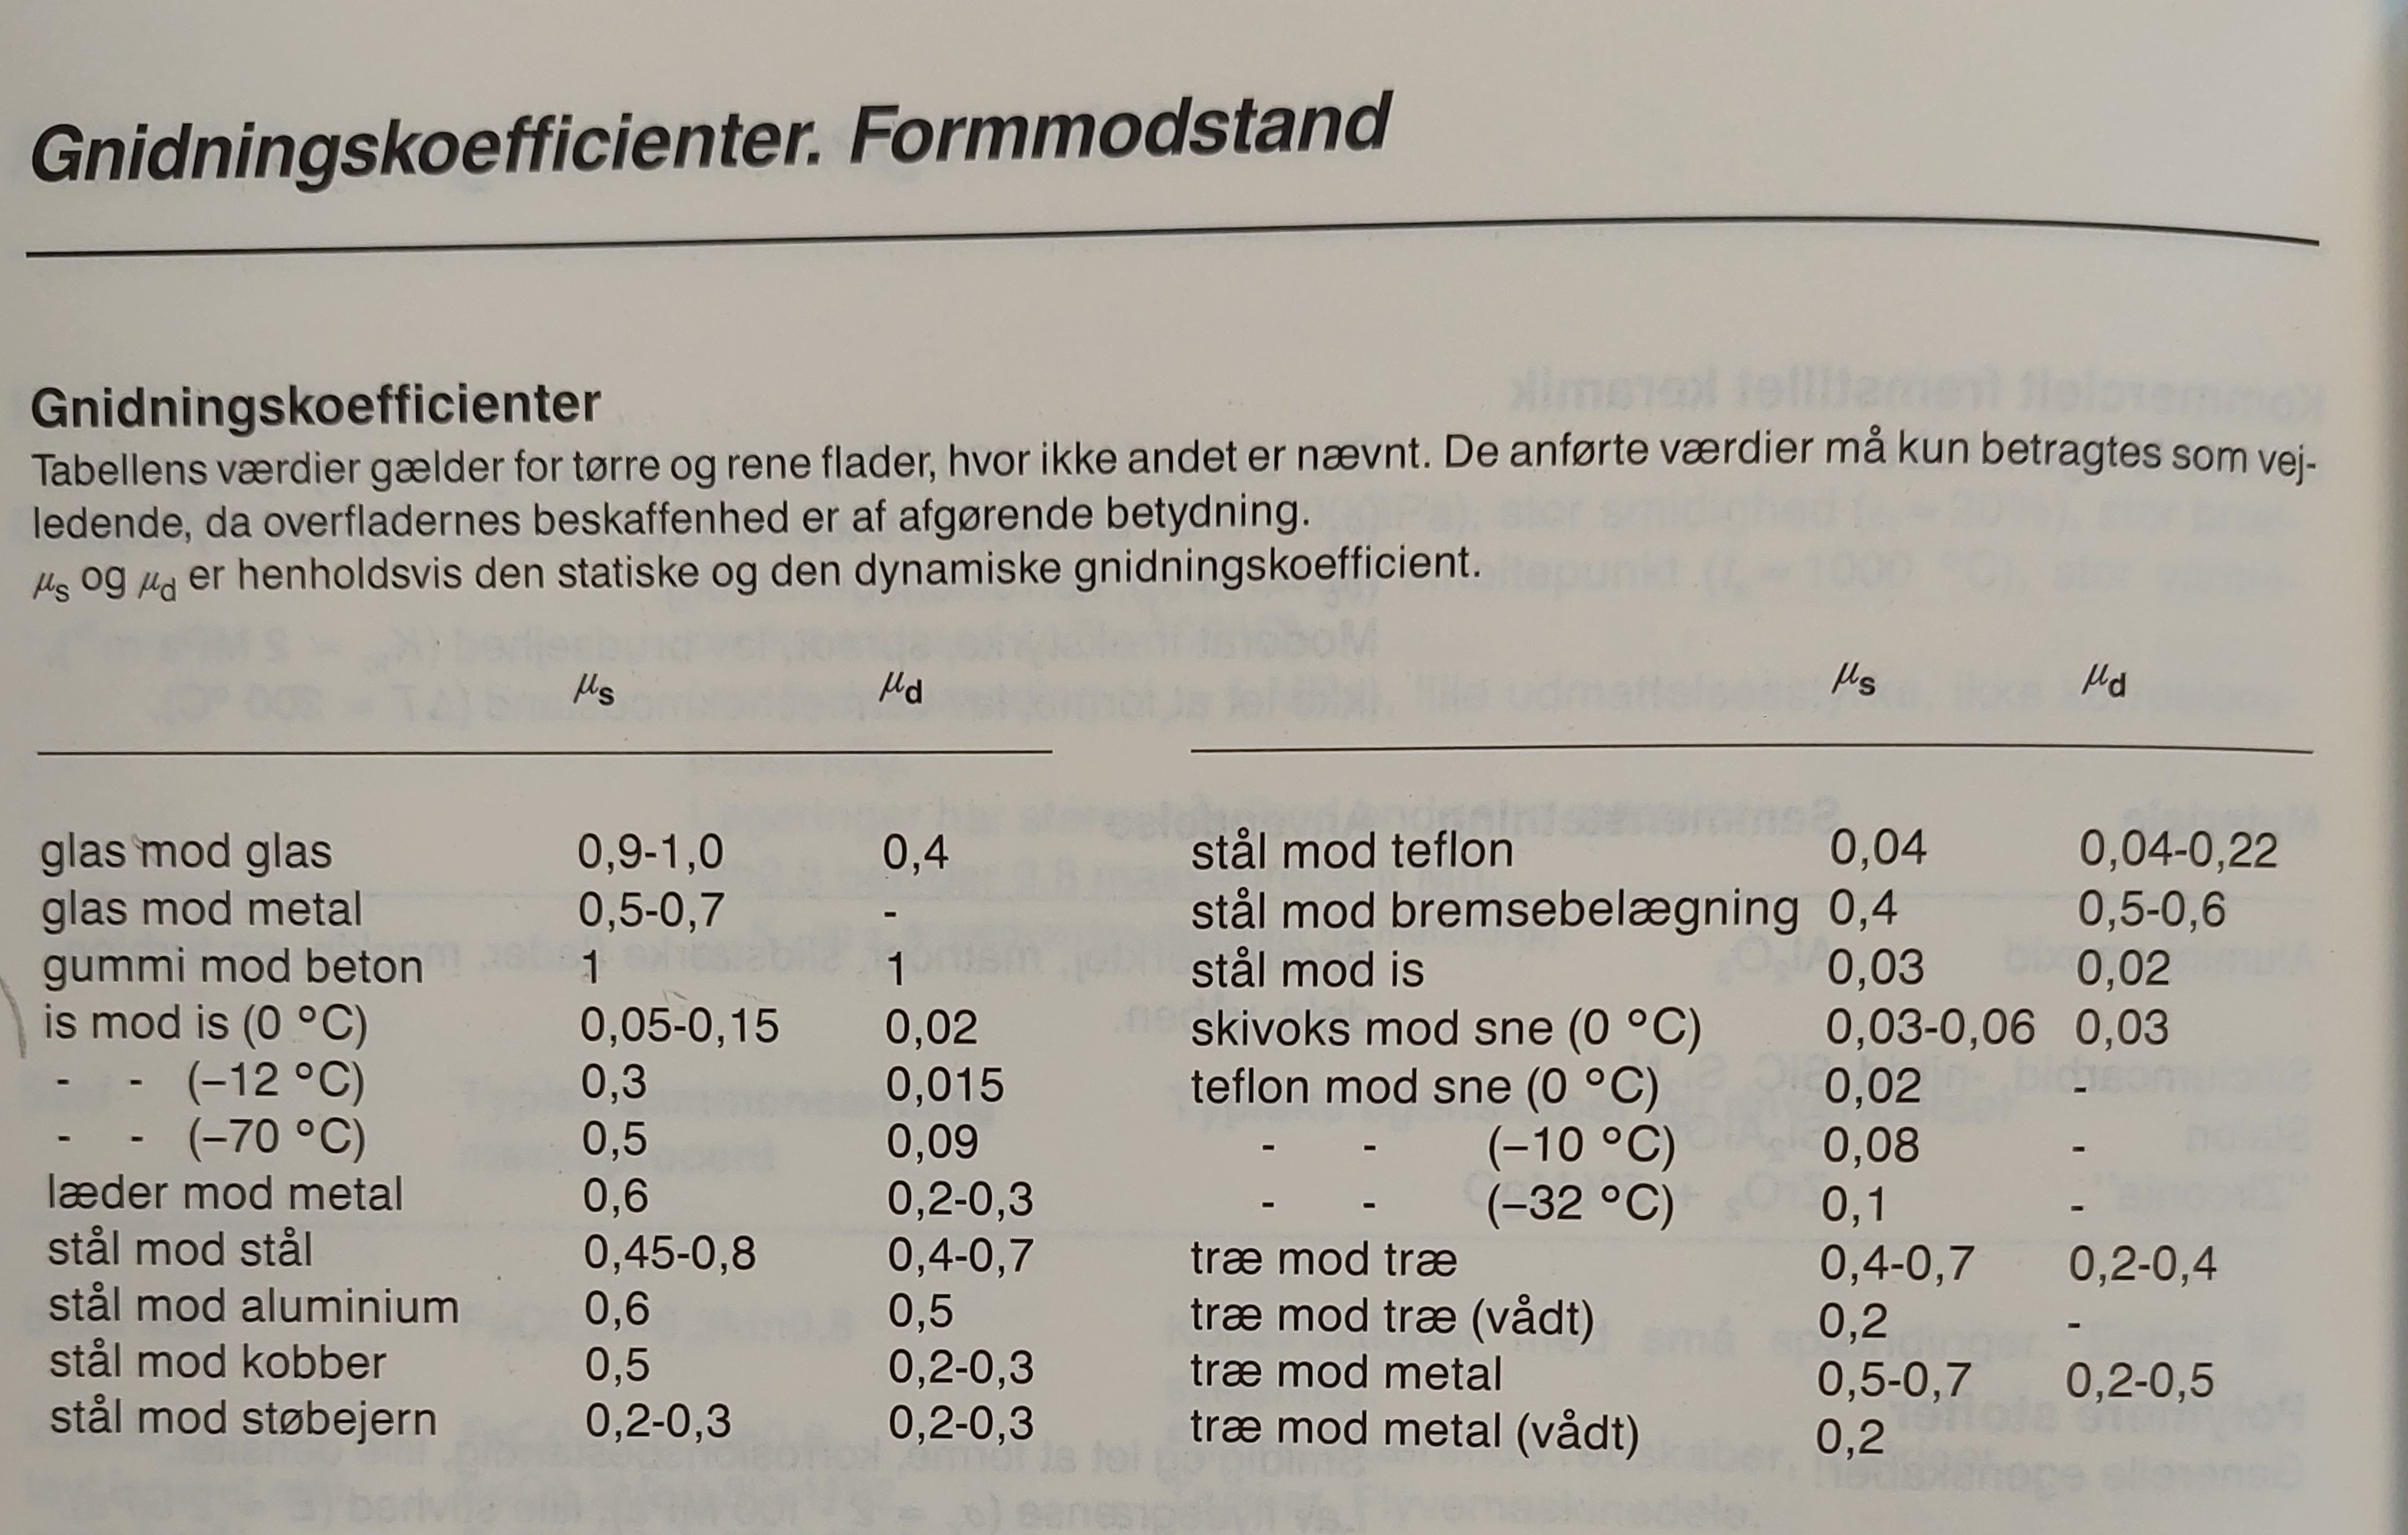 Gnidningskoefficienter. Formmodstand
Gnidningskoefficienter
Tabellens værdier gælder for tørre og rene flader, hvor ikke andet er nævnt. De anførte værdier må kun betragtes som vej-
ledende, da overfladernes beskaffenhed er af afgørende betydning.
μs og μd er henholdsvis den statiske og den dynamiske gnidningskoefficient.
μs μd
glas mod glas 0,9-1,0 0,4
glas mod metal 0,5-0,7 -
gummi mod beton 1 1
is mod is (0 °C) 0,05-0,15 0,02
- - (–12 °C) 0,3 0,015
- - (–70 °C) 0,5 0,09
læder mod metal 0,6 0,2-0,3
stål mod stål 0,45-0,8 0,4-0,7
stål mod aluminium 0,6 0,5
stål mod kobber 0,5 0,2-0,3
stål mod støbejern 0,2-0,3 0,2-0,3
μs μd
stål mod teflon 0,04 0,04-0,22
stål mod bremsebelægning 0,4 0,5-0,6
stål mod is 0,03 0,02
skivoks mod sne (0 °C) 0,03-0,06 0,03
teflon mod sne (0 °C) 0,02 -
- - (–10 °C) 0,08 -
- - (–32 °C) 0,1 -
træ mod træ 0,4-0,7 0,2-0,4
træ mod træ (vådt) 0,2 -
træ mod metal 0,5-0,7 0,2-0,5
træ mod metal (vådt) 0,2